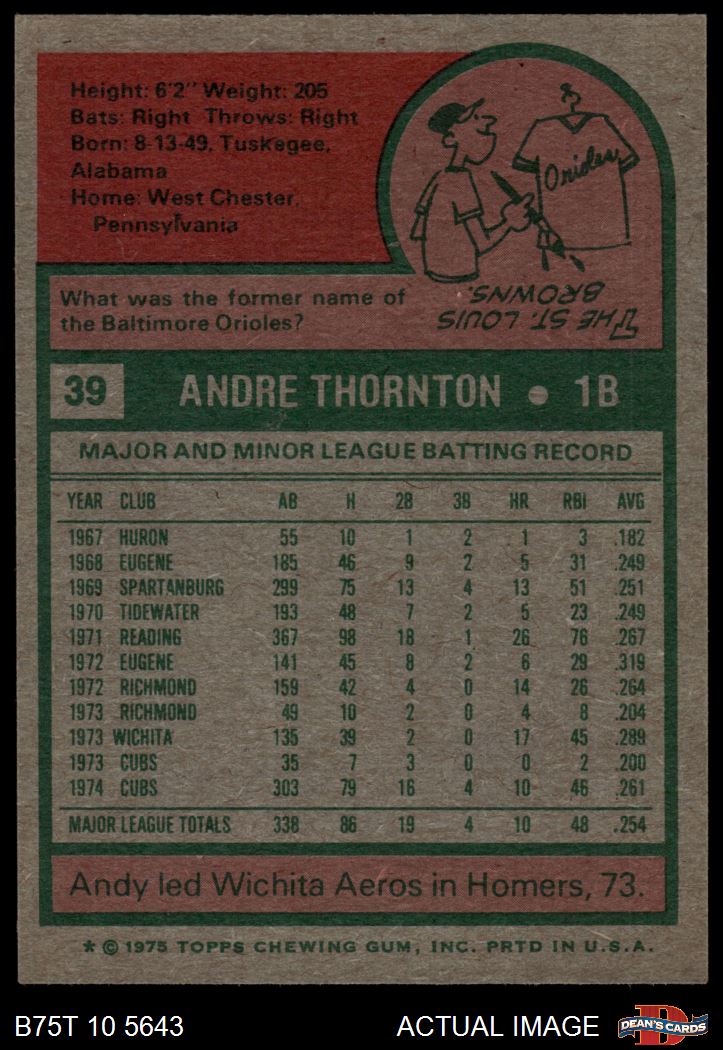 Height: 6'2" Weight: 205
Bats: Right Throws: Right
Born: 8-13-49, Tuskegee,
Alabama
Home: West Chester,
Pennsylvania
Orioles
What was the former name of
the Baltimore Orioles?
THE ST. LOUIS
BROWNS.
39 ANDRE THORNTON • 1B
MAJOR AND MINOR LEAGUE BATTING RECORD
YEAR CLUB AB H 2B 3B HR RBI AVG
1967 HURON 55 10 1 2 1 3 .182
1968 EUGENE 185 46 9 2 5 31 .249
1969 SPARTANBURG 299 75 13 4 13 51 .251
1970 TIDEWATER 193 48 7 2 5 23 .249
1971 READING 367 98 18 1 26 76 .267
1972 EUGENE 141 45 8 2 6 29 .319
1972 RICHMOND 159 42 4 0 14 26 .264
1973 RICHMOND 49 10 2 0 4 8 .204
1973 WICHITA 135 39 2 0 17 45 .289
1973 CUBS 35 7 3 0 0 2 .200
1974 CUBS 303 79 16 4 10 46 .261
MAJOR LEAGUE TOTALS 338 86 19 4 10 48 .254
Andy led Wichita Aeros in Homers, 73.
* © 1975 TOPPS CHEWING GUM, INC. PRTD IN U.S.A.
B75T 10 5643 ACTUAL IMAGE DEAN'S CARDS